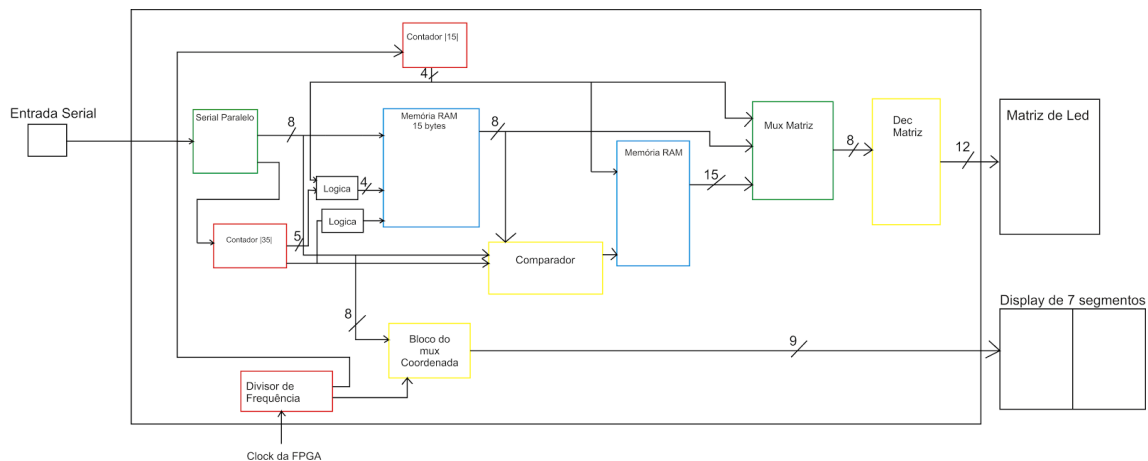 Contador |15|
4
Entrada Serial
Serial Paralelo
8
Memória RAM
15 bytes
8
Mux Matriz
8
Dec
Matriz
12
Matriz de Led
Memória RAM
15
Logica
4
Logica
Contador |35|
5
Comparador
8
Bloco do
mux
Coordenada
9
Display de 7 segmentos
Divisor de
Frequência
Clock da FPGA